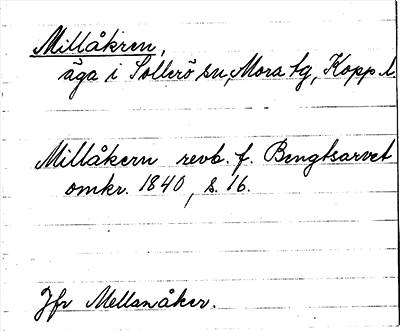 Millåkren,
äga i Sollerö sn, Mora tg, Kopp. l.
Millåkern revb. f. Bengtsarvet
omkr. 1840, s. 16.
Jfr Mellanåker.